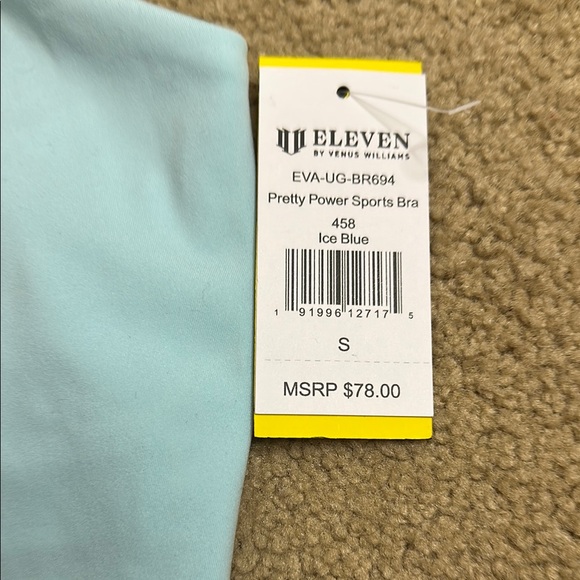 ELEVEN
BY VENUS WILLIAMS
EVA-UG-BR694
Pretty Power Sports Bra
458
Ice Blue
1 91996 12717 5
S
MSRP $78.00